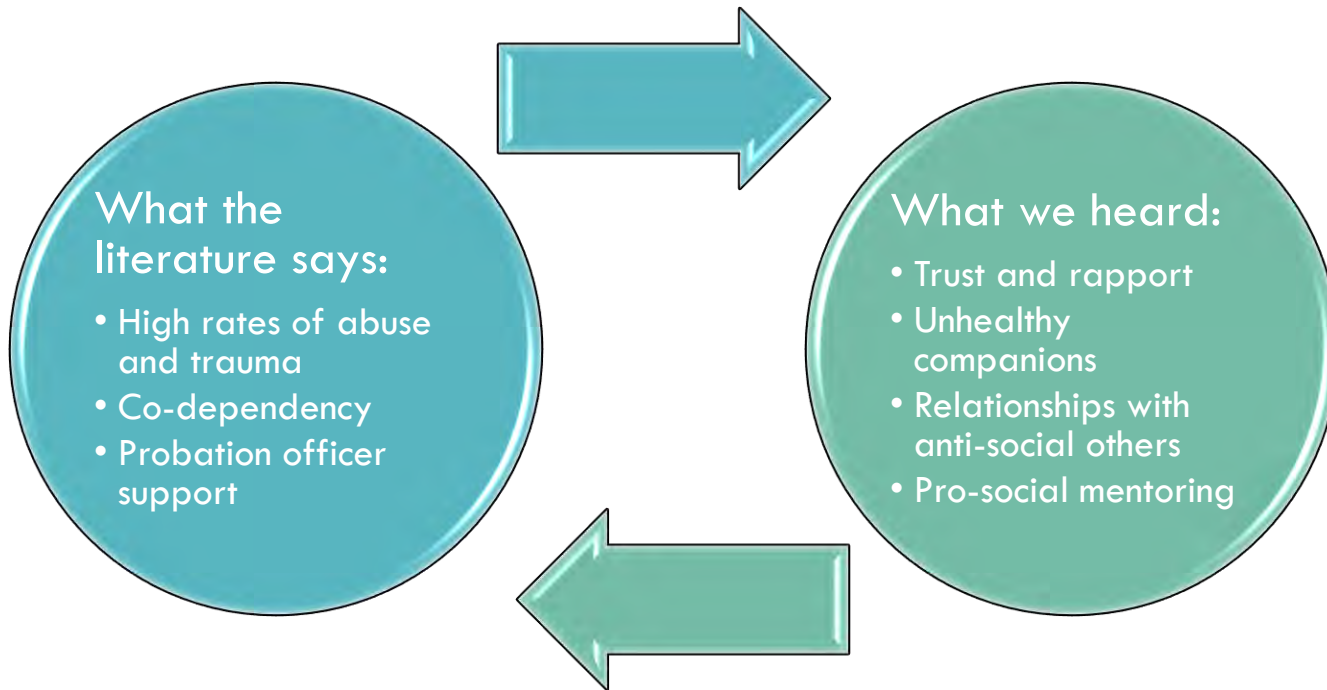 What the
literature says:
• High rates of abuse
and trauma
• Co-dependency
• Probation officer
support
What we heard:
• Trust and rapport
• Unhealthy
companions
• Relationships with
anti-social others
• Pro-social mentoring